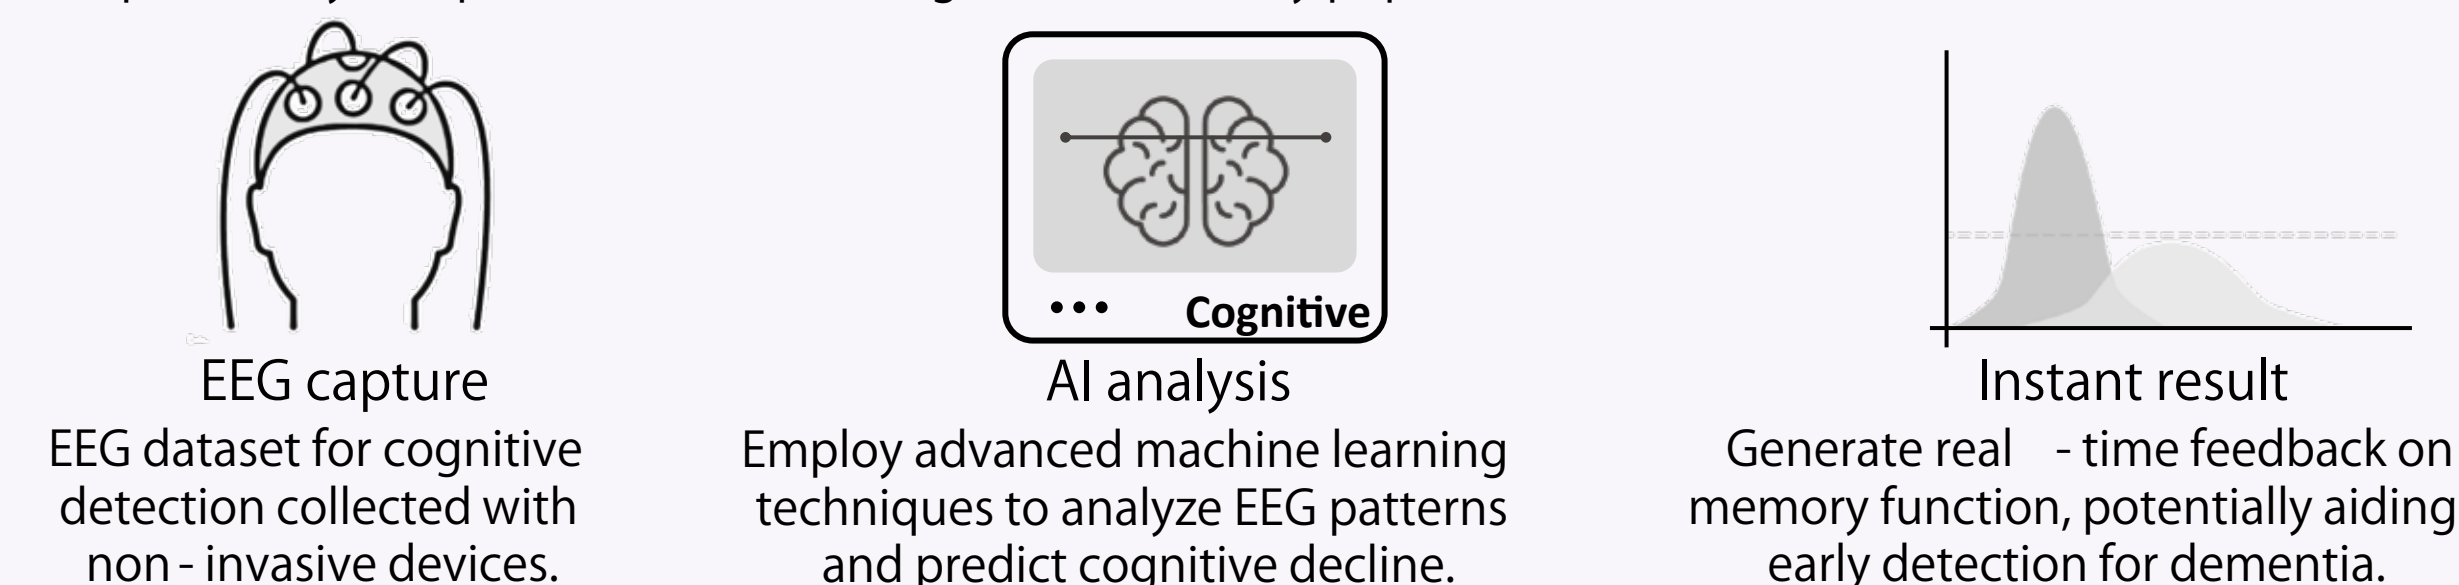 Cognitive
EEG capture
EEG dataset for cognitive
detection collected with
non - invasive devices.
AI analysis
Employ advanced machine learning
techniques to analyze EEG patterns
and predict cognitive decline.
Instant result
Generate real - time feedback on
memory function, potentially aiding
early detection for dementia.